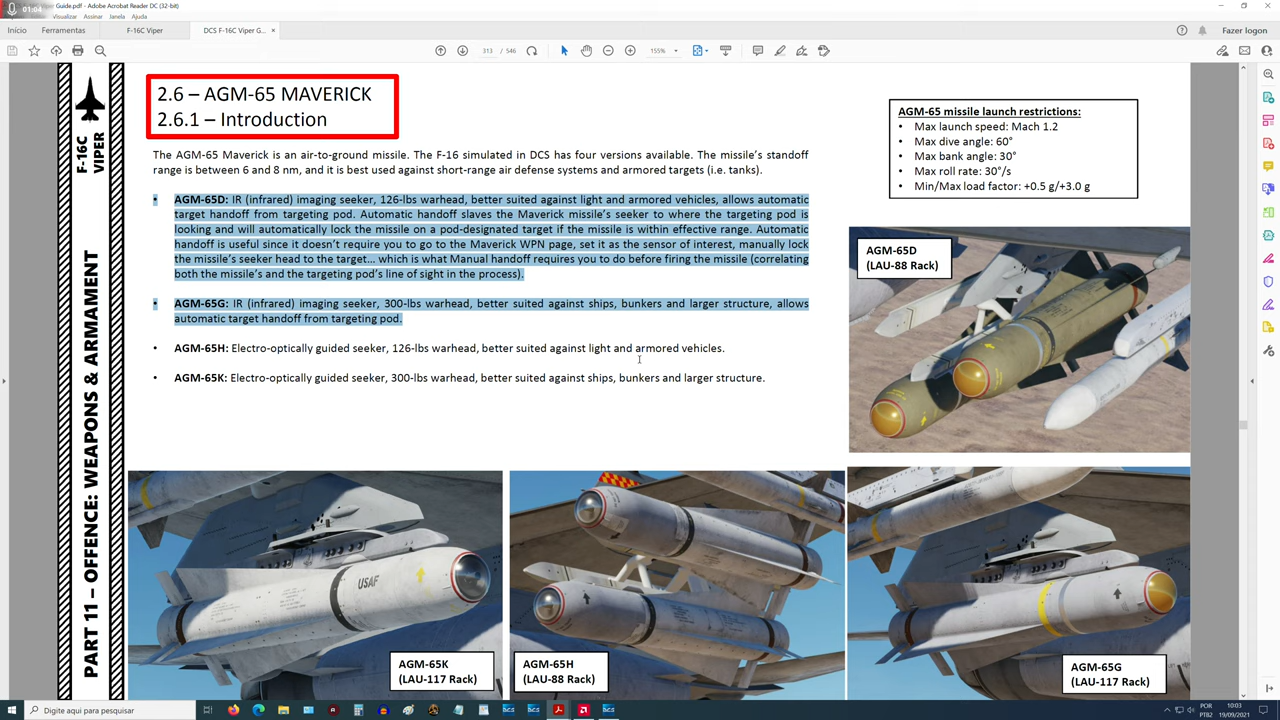 01:04
Viper Guide.pdf - Adobe Acrobat Reader DC (32-bit)
Visualizar Assinar Janela Ajuda
Início Ferramentas F-16C Viper DCS F-16C Viper G... × Fazer logon
313 / 546 155%
2.6 – AGM-65 MAVERICK
2.6.1 – Introduction
The AGM-65 Maverick is an air-to-ground missile. The F-16 simulated in DCS has four versions available. The missile's standoff
range is between 6 and 8 nm, and it is best used against short-range air defense systems and armored targets (i.e. tanks).
• AGM-65D: IR (infrared) imaging seeker, 126-lbs warhead, better suited against light and armored vehicles, allows automatic
target handoff from targeting pod. Automatic handoff slaves the Maverick missile's seeker to where the targeting pod is
looking and will automatically lock the missile on a pod-designated target if the missile is within effective range. Automatic
handoff is useful since it doesn't require you to go to the Maverick WPN page, set it as the sensor of interest, manually lock
the missile's seeker head to the target... which is what Manual handoff requires you to do before firing the missile (correlating
both the missile's and the targeting pod's line of sight in the process).
• AGM-65G: IR (infrared) imaging seeker, 300-lbs warhead, better suited against ships, bunkers and larger structure, allows
automatic target handoff from targeting pod.
• AGM-65H: Electro-optically guided seeker, 126-lbs warhead, better suited against light and armored vehicles.
• AGM-65K: Electro-optically guided seeker, 300-lbs warhead, better suited against ships, bunkers and larger structure.
AGM-65 missile launch restrictions:
• Max launch speed: Mach 1.2
• Max dive angle: 60°
• Max bank angle: 30°
• Max roll rate: 30°/s
• Min/Max load factor: +0.5 g/+3.0 g
F-16C
VIPER
PART 11 – OFFENCE: WEAPONS & ARMAMENT
AGM-65D
(LAU-88 Rack)
USAF
AGM-65K
(LAU-117 Rack)
AGM-65H
(LAU-88 Rack)
AGM-65G
(LAU-117 Rack)
Digite aqui para pesquisar
POR
PTB2
10:03
19/09/2021